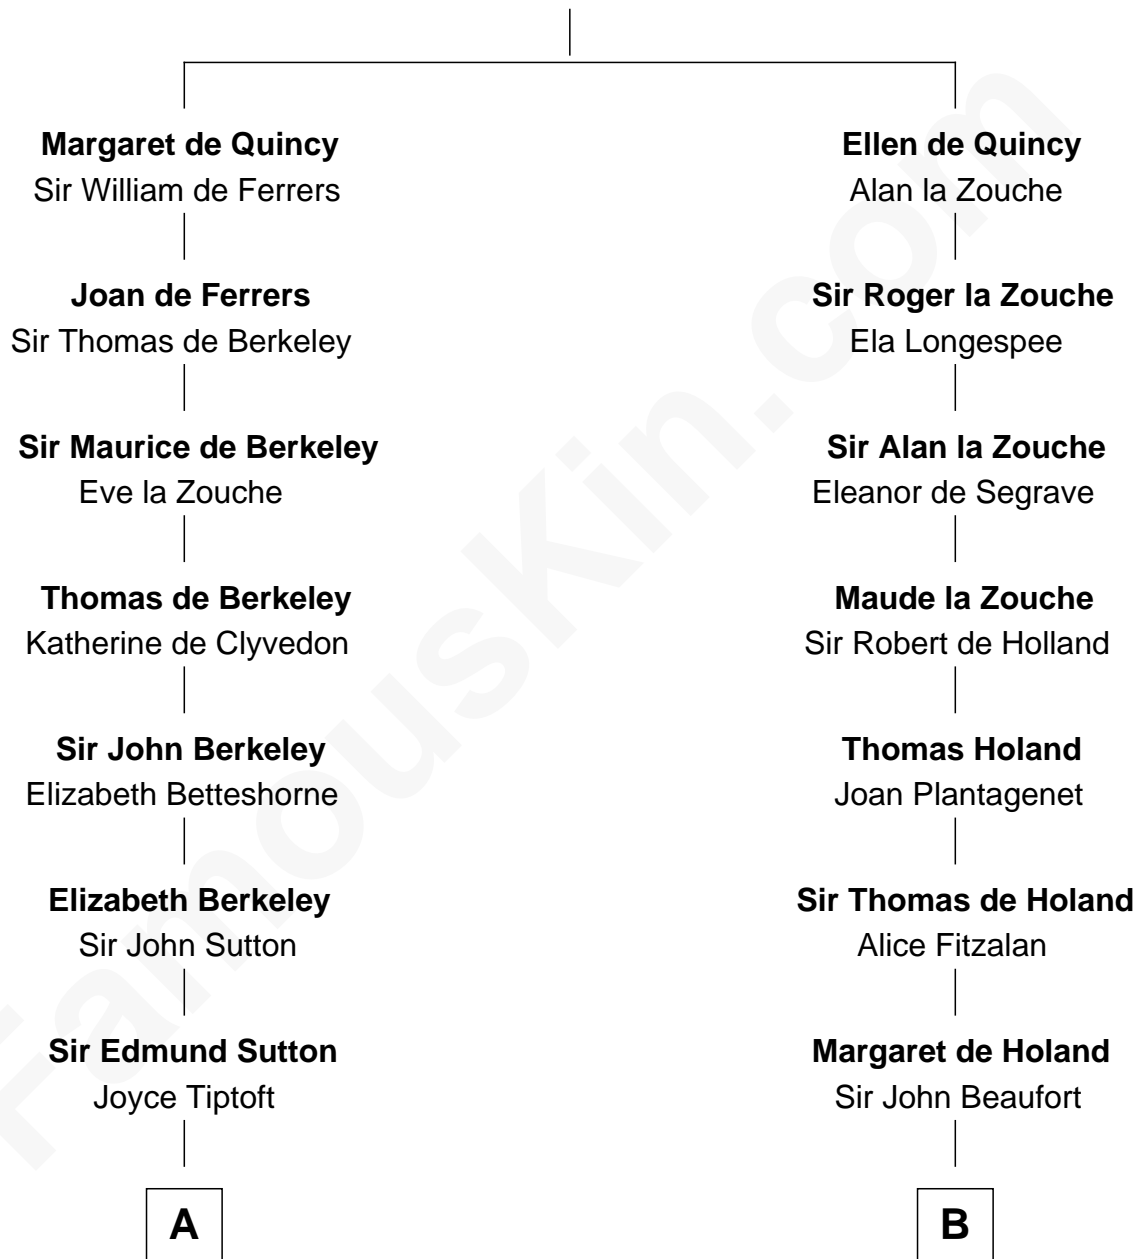 Margaret de Quincy
Sir William de Ferrers
Joan de Ferrers
Sir Thomas de Berkeley
Sir Maurice de Berkeley
Eve la Zouche
Thomas de Berkeley
Katherine de Clyvedon
Sir John Berkeley
Elizabeth Betteshorne
Elizabeth Berkeley
Sir John Sutton
Sir Edmund Sutton
Joyce Tiptoft
A
Ellen de Quincy
Alan la Zouche
Sir Roger la Zouche
Ela Longespee
Sir Alan la Zouche
Eleanor de Segrave
Maude la Zouche
Sir Robert de Holland
Thomas Holand
Joan Plantagenet
Sir Thomas de Holand
Alice Fitzalan
Margaret de Holand
Sir John Beaufort
B
FamousKin.com